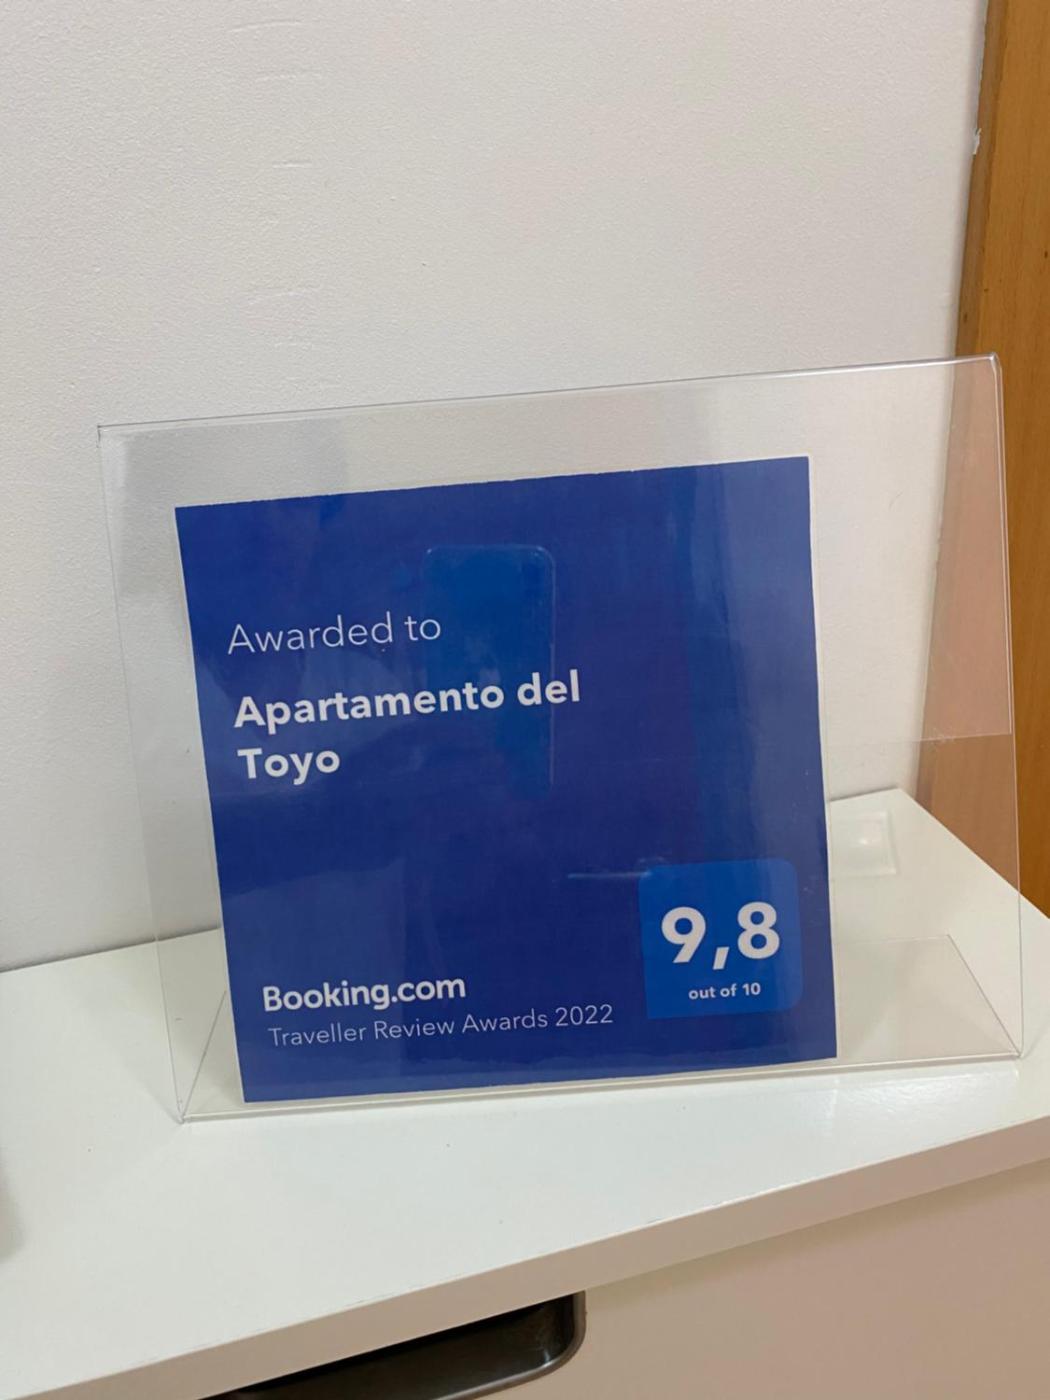 Awarded to
Apartamento del
Toyo
9,8
out of 10
Booking.com
Traveller Review Awards 2022